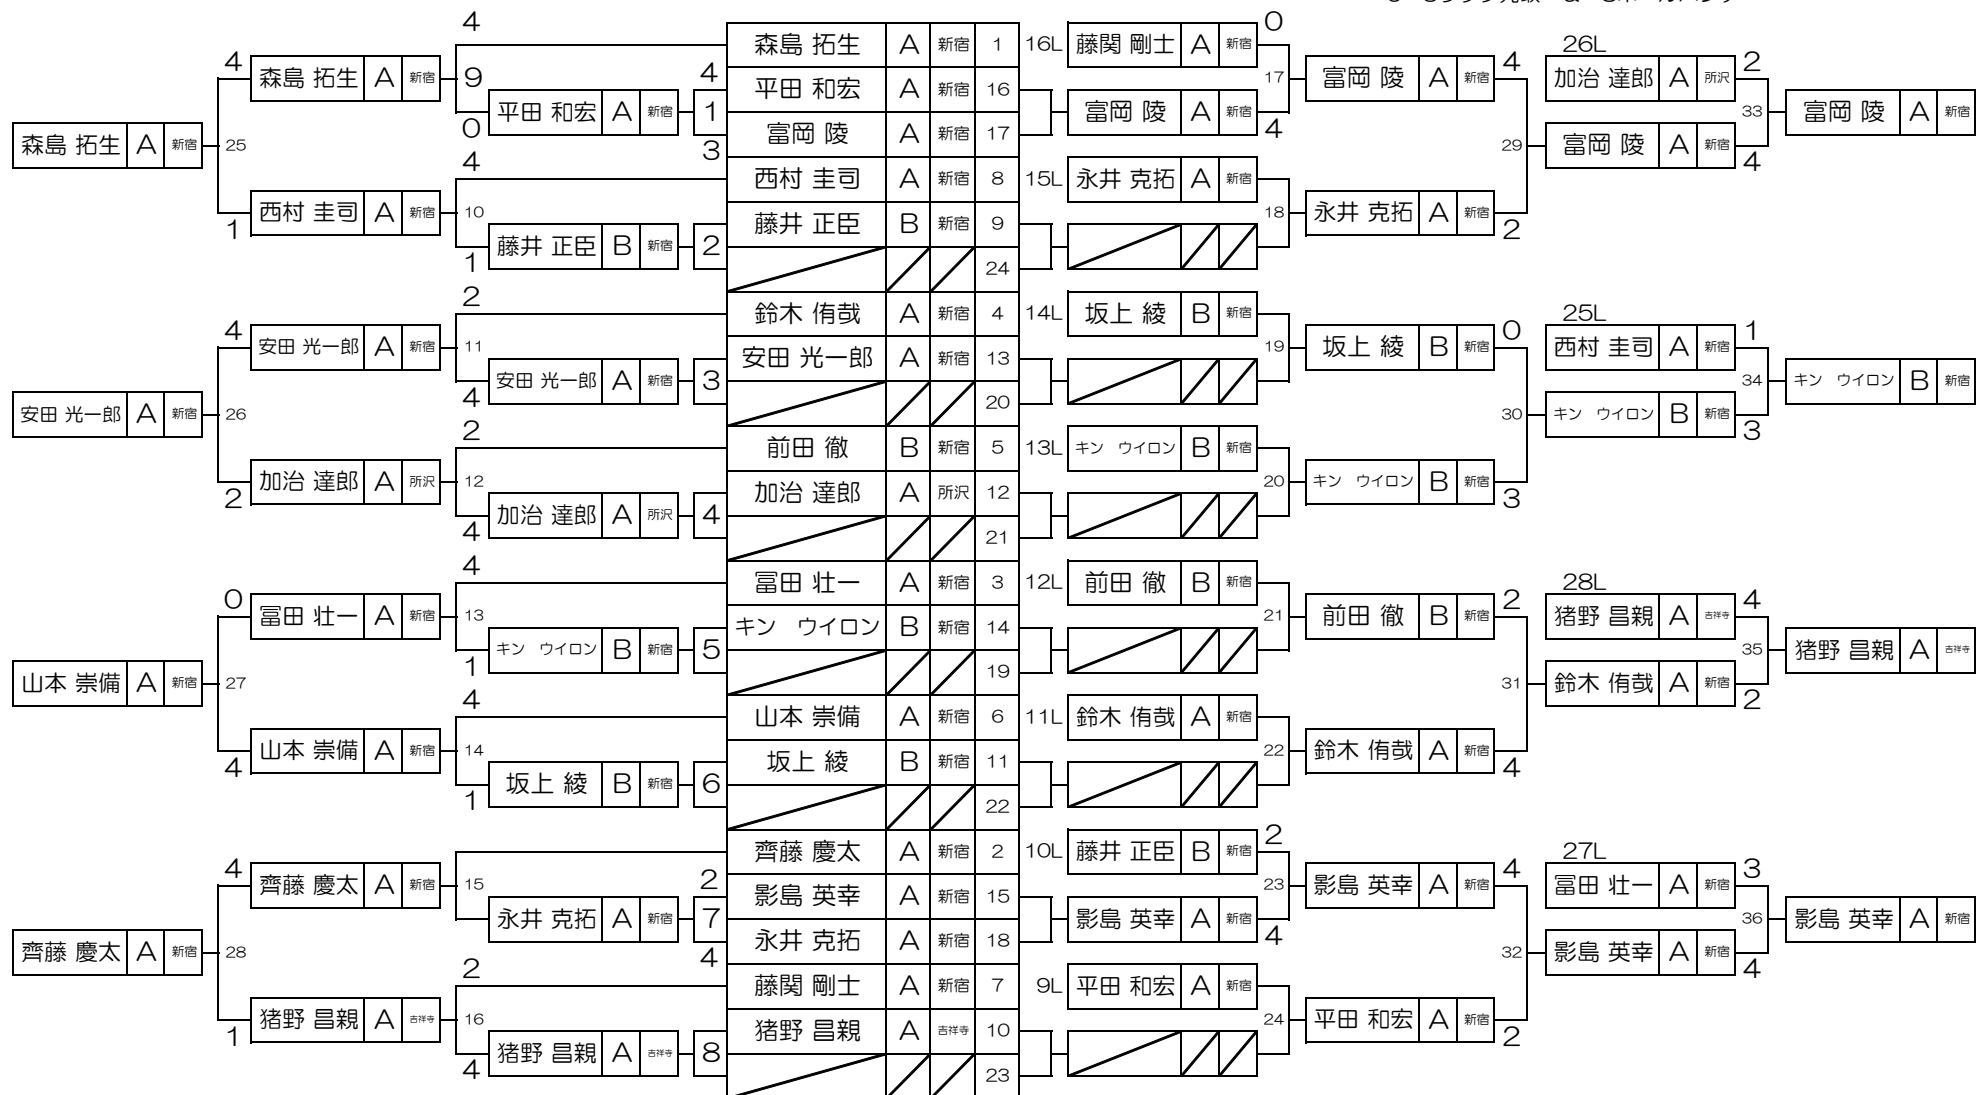 森島 拓生 A 新宿
安田 光一郎 A 新宿
山本 崇備 A 新宿
齊藤 慶太 A 新宿
4
森島 拓生 A 新宿
25
西村 圭司 A 新宿
1
4
安田 光一郎 A 新宿
26
加治 達郎 A 所沢
2
0
冨田 壮一 A 新宿
27
山本 崇備 A 新宿
4
4
齊藤 慶太 A 新宿
28
猪野 昌親 A 吉祥寺
1
4
9
0
平田 和宏 A 新宿
4
10
1
藤井 正臣 B 新宿
2
11
4
安田 光一郎 A 新宿
2
12
4
加治 達郎 A 所沢
4
13
1
キン ウイロン B 新宿
4
14
1
坂上 綾 B 新宿
15
永井 克拓 A 新宿
2
16
4
猪野 昌親 A 吉祥寺
4
1
3
2
3
4
5
6
2
7
4
8
森島 拓生 A 新宿 1
平田 和宏 A 新宿 16
富岡 陵 A 新宿 17
西村 圭司 A 新宿 8
藤井 正臣 B 新宿 9
24
鈴木 侑哉 A 新宿 4
安田 光一郎 A 新宿 13
20
前田 徹 B 新宿 5
加治 達郎 A 所沢 12
21
冨田 壮一 A 新宿 3
キン ウイロン B 新宿 14
19
山本 崇備 A 新宿 6
坂上 綾 B 新宿 11
22
齊藤 慶太 A 新宿 2
影島 英幸 A 新宿 15
永井 克拓 A 新宿 18
藤関 剛士 A 新宿 7
猪野 昌親 A 吉祥寺 10
23
16L 藤関 剛士 A 新宿
0
17
富岡 陵 A 新宿
4
15L 永井 克拓 A 新宿
18
14L 坂上 綾 B 新宿
19
13L キン ウイロン B 新宿
20
12L 前田 徹 B 新宿
21
11L 鈴木 侑哉 A 新宿
22
10L 藤井 正臣 B 新宿
2
23
影島 英幸 A 新宿
4
9L 平田 和宏 A 新宿
24
富岡 陵 A 新宿
4
29
永井 克拓 A 新宿
2
坂上 綾 B 新宿
0
30
キン ウイロン B 新宿
3
前田 徹 B 新宿
2
31
鈴木 侑哉 A 新宿
4
影島 英幸 A 新宿
4
32
平田 和宏 A 新宿
2
26L
加治 達郎 A 所沢
2
33
富岡 陵 A 新宿
4
25L
西村 圭司 A 新宿
1
34
キン ウイロン B 新宿
3
28L
猪野 昌親 A 吉祥寺
4
35
鈴木 侑哉 A 新宿
2
27L
冨田 壮一 A 新宿
3
36
影島 英幸 A 新宿
4
富岡 陵 A 新宿
キン ウイロン B 新宿
猪野 昌親 A 吉祥寺
影島 英幸 A 新宿